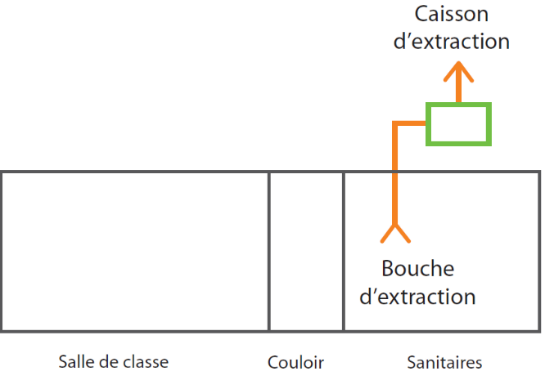 Caisson
d’extraction
Bouche
d’extraction
Salle de classe
Couloir
Sanitaires